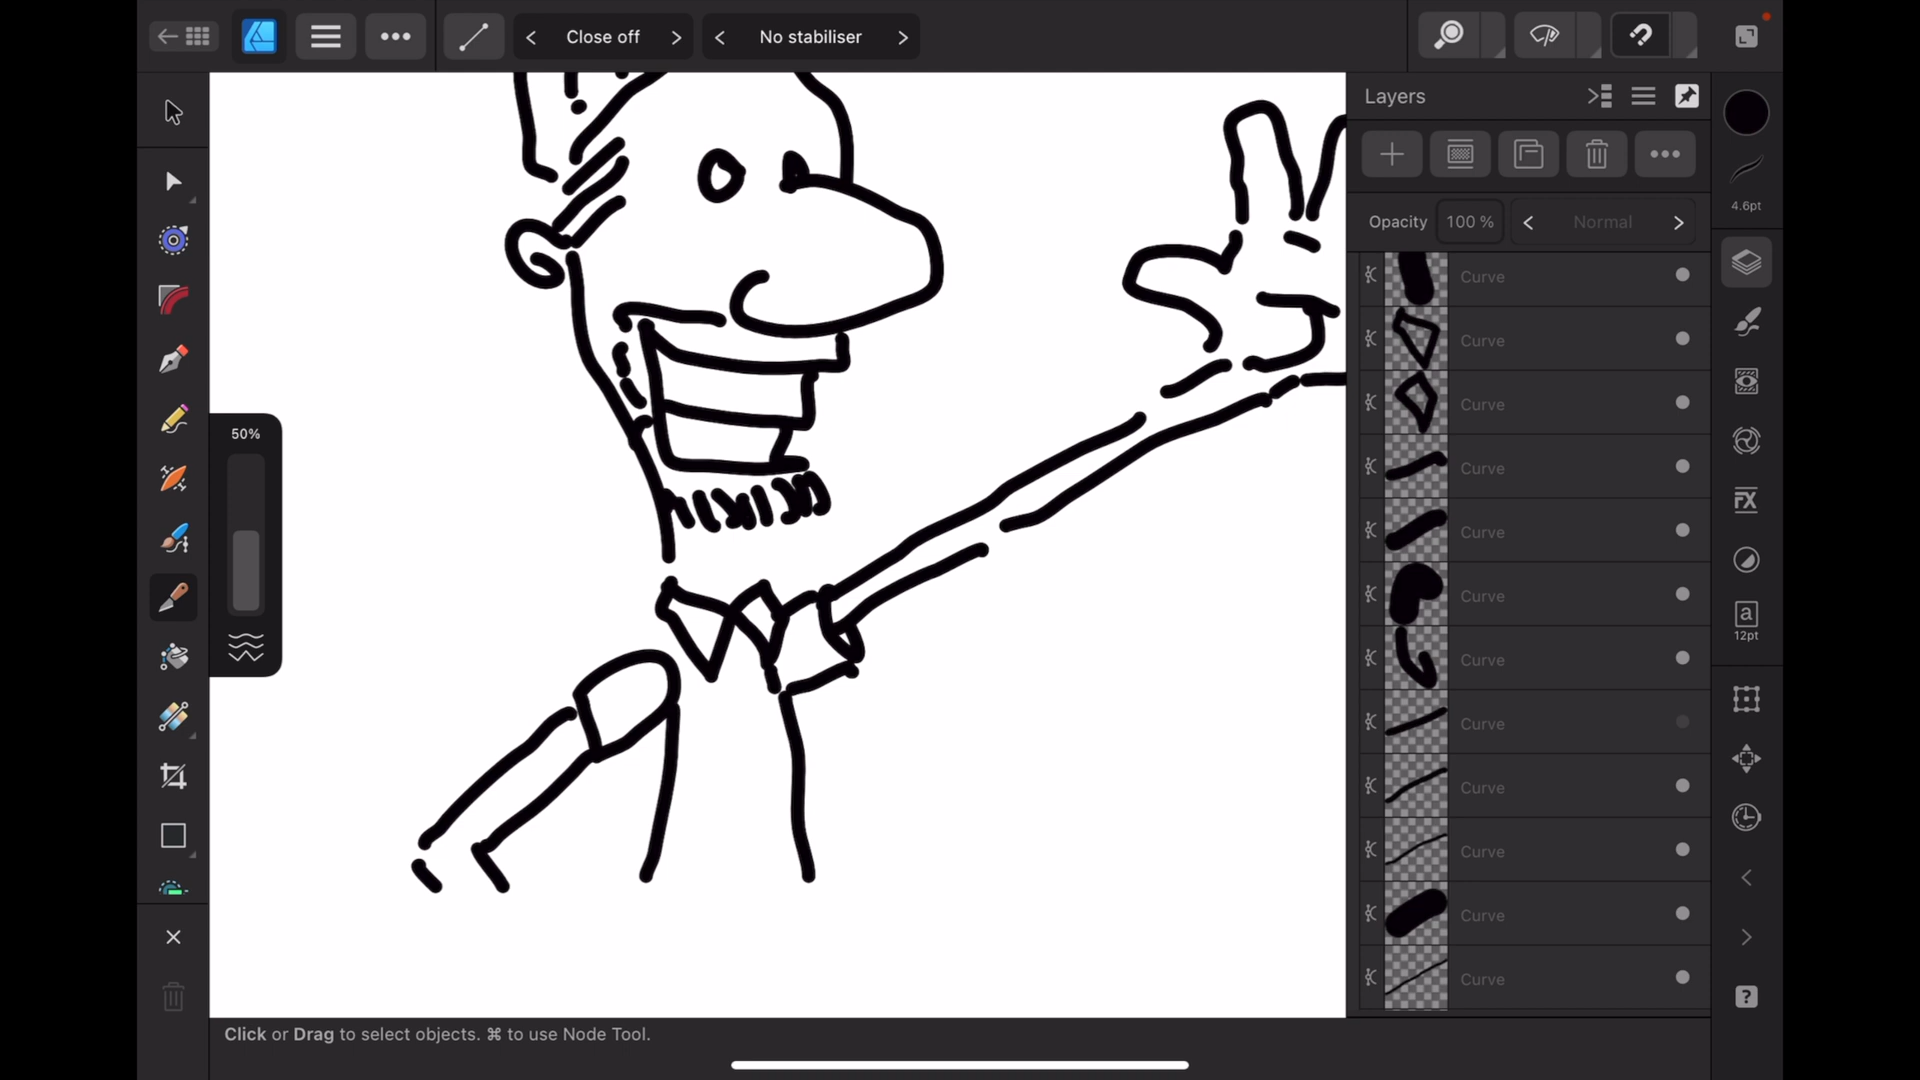 Close off
No stabiliser
Layers
Opacity
100 %
Normal
4.6pt
Curve
Curve
Curve
Curve
Curve
Curve
Curve
Curve
Curve
Curve
Curve
Curve
50%
FX
a
12pt
?
Click or Drag to select objects. ⌘ to use Node Tool.